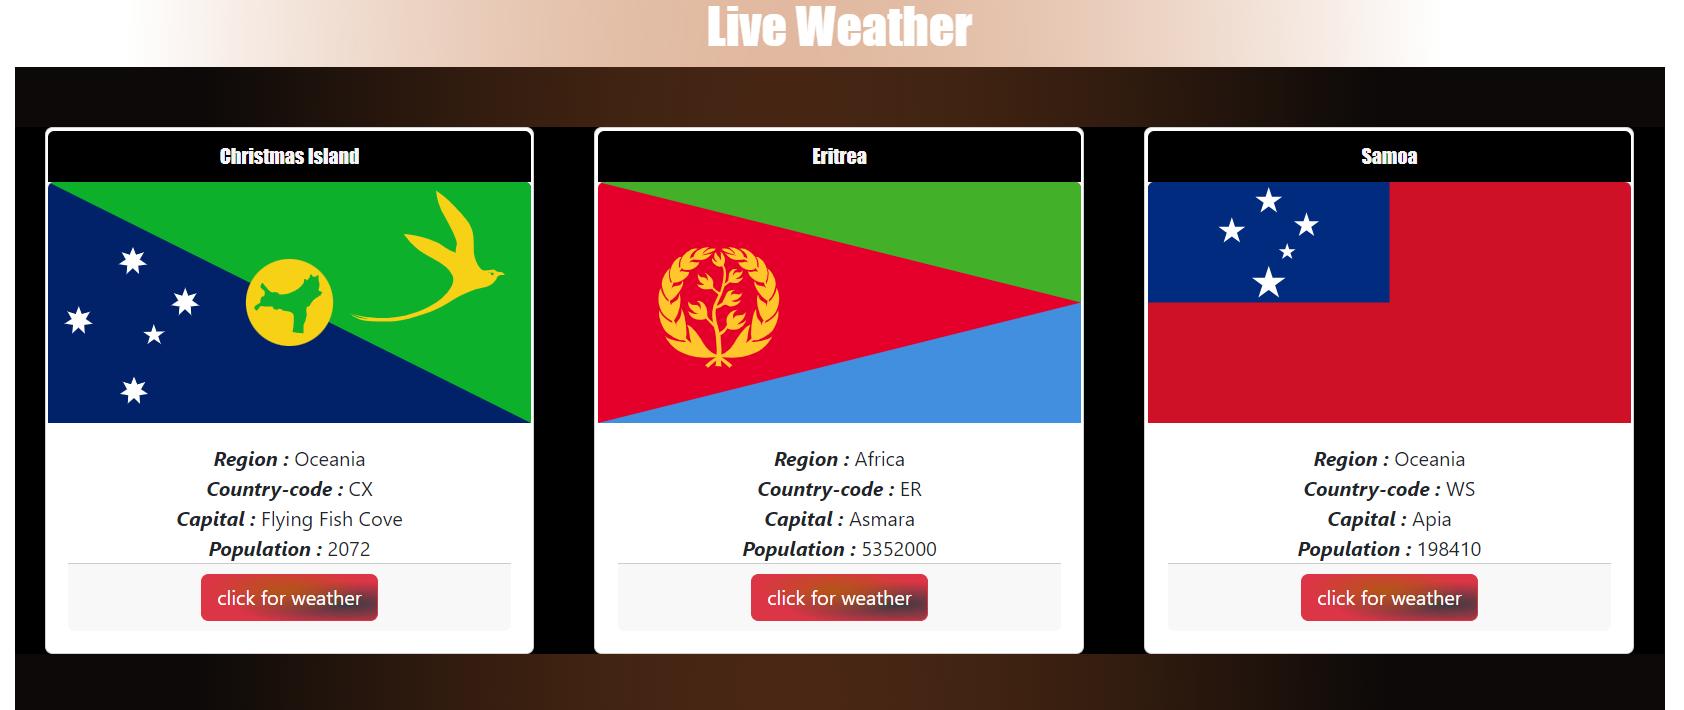 Live Weather
Christmas Island
Region : Oceania
Country-code : CX
Capital : Flying Fish Cove
Population : 2072
click for weather
Eritrea
Region : Africa
Country-code : ER
Capital : Asmara
Population : 5352000
click for weather
Samoa
Region : Oceania
Country-code : WS
Capital : Apia
Population : 198410
click for weather